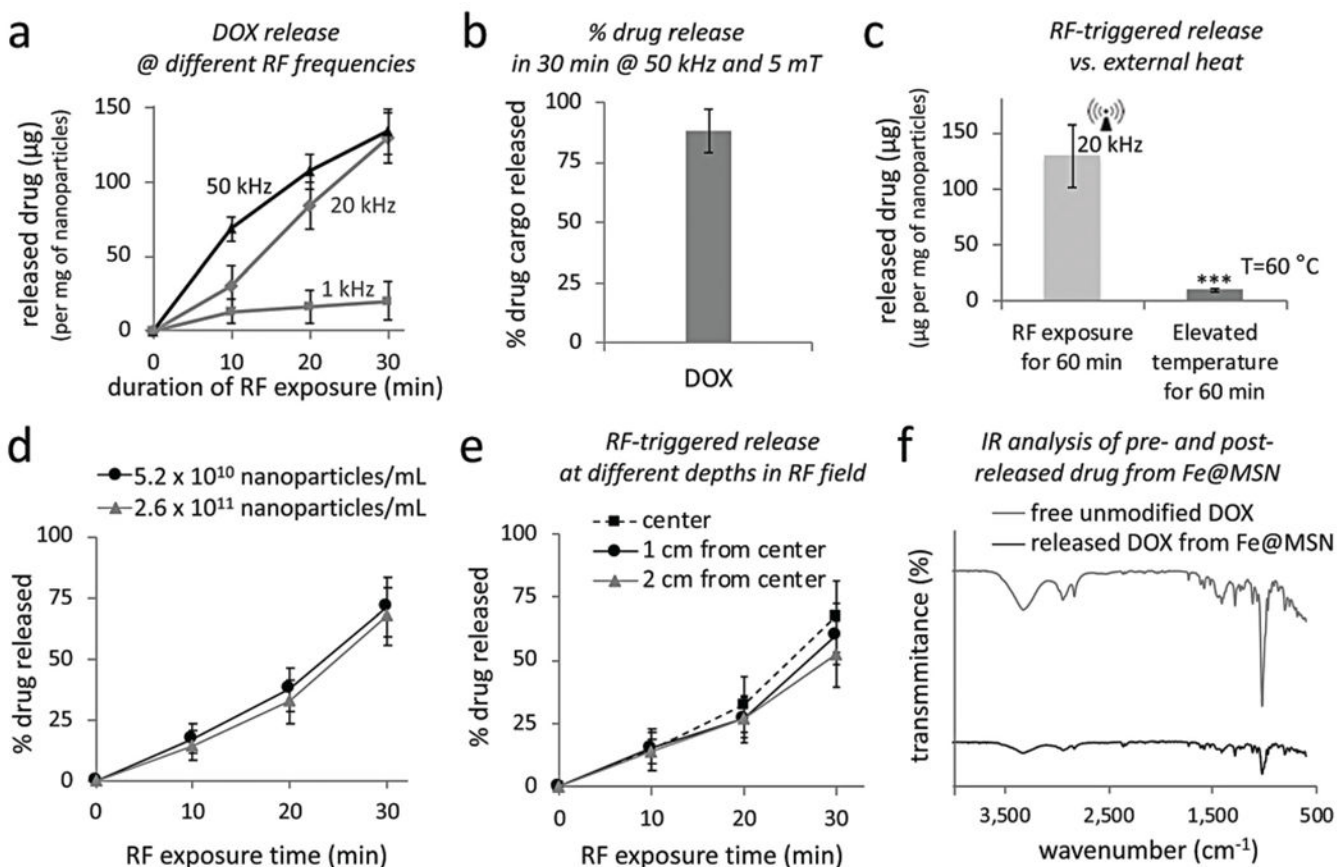 a
DOX release
@ different RF frequencies
released drug (µg)
(per mg of nanoparticles)
150
100
50
0
50 kHz
20 kHz
1 kHz
0 10 20 30
duration of RF exposure (min)
b
% drug release
in 30 min @ 50 kHz and 5 mT
% drug cargo released
100
75
50
25
0
DOX
c
RF-triggered release
vs. external heat
released drug (µg)
(µg per mg of nanoparticles)
150
100
50
0
20 kHz
***
T=60 °C
RF exposure
for 60 min
Elevated
temperature
for 60 min
d
5.2 x 10¹⁰ nanoparticles/mL
2.6 x 10¹¹ nanoparticles/mL
% drug released
100
75
50
25
0
0 10 20 30
RF exposure time (min)
e
RF-triggered release
at different depths in RF field
center
1 cm from center
2 cm from center
% drug released
100
75
50
25
0
0 10 20 30
RF exposure time (min)
f
IR analysis of pre- and post-
released drug from Fe@MSN
free unmodified DOX
released DOX from Fe@MSN
transmmitance (%)
3,500 2,500 1,500 500
wavenumber (cm⁻¹)